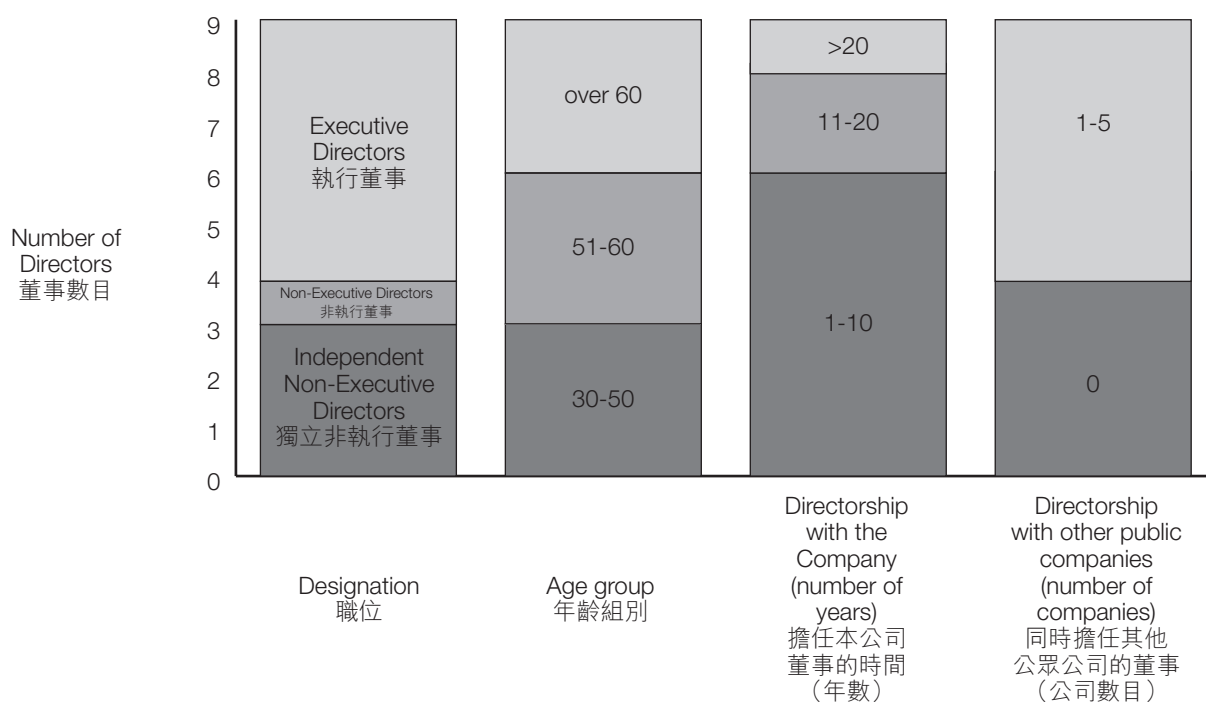 Number of
Directors
董事數目
9
8
7
6
5
4
3
2
1
0
Executive
Directors
執行董事
Non-Executive Directors
非執行董事
Independent
Non-Executive
Directors
獨立非執行董事
over 60
51-60
30-50
>20
11-20
1-10
1-5
0
Designation
職位
Age group
年齡組別
Directorship
with the
Company
(number of
years)
擔任本公司
董事的時間
（年數）
Directorship
with other public
companies
(number of
companies)
同時擔任其他
公眾公司的董事
（公司數目）